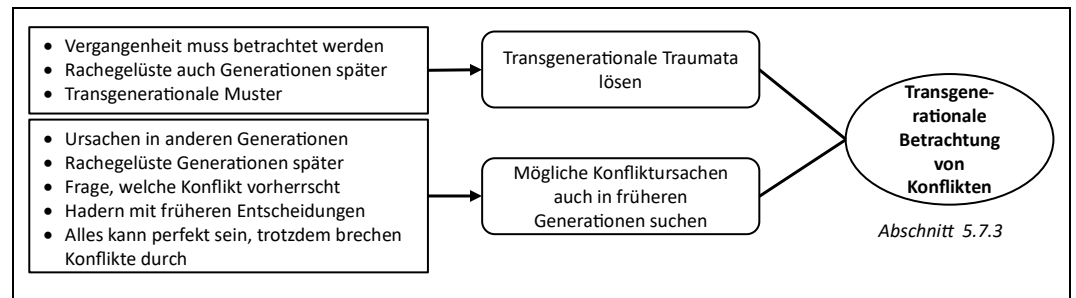 • Vergangenheit muss betrachtet werden
• Rachegelüste auch Generationen später
• Transgenerationale Muster
Transgenerationale Traumata
lösen
• Ursachen in anderen Generationen
• Rachegelüste Generationen später
• Frage, welche Konflikt vorherrscht
• Hadern mit früheren Entscheidungen
• Alles kann perfekt sein, trotzdem brechen
Konflikte durch
Mögliche Konfliktursachen
auch in früheren
Generationen suchen
Transgene-
rationale
Betrachtung
von
Konflikten
Abschnitt 5.7.3